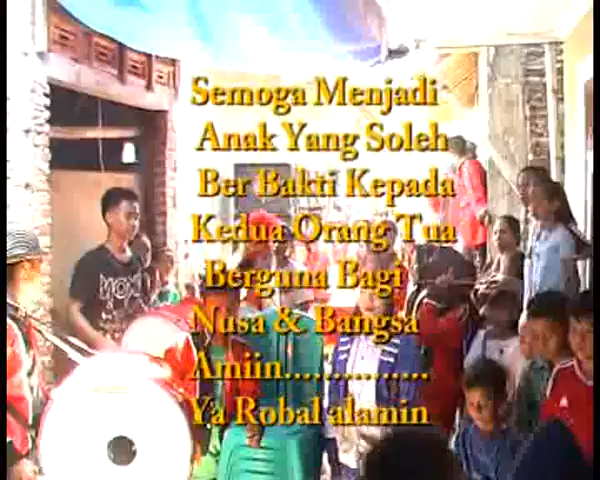 Semoga Menjadi
Anak Yang Soleh
Ber Bakti Kepada
Kedua Orang Tua
Berguna Bagi
Nusa & Bangsa
Amiin...............
Ya Robal alamin